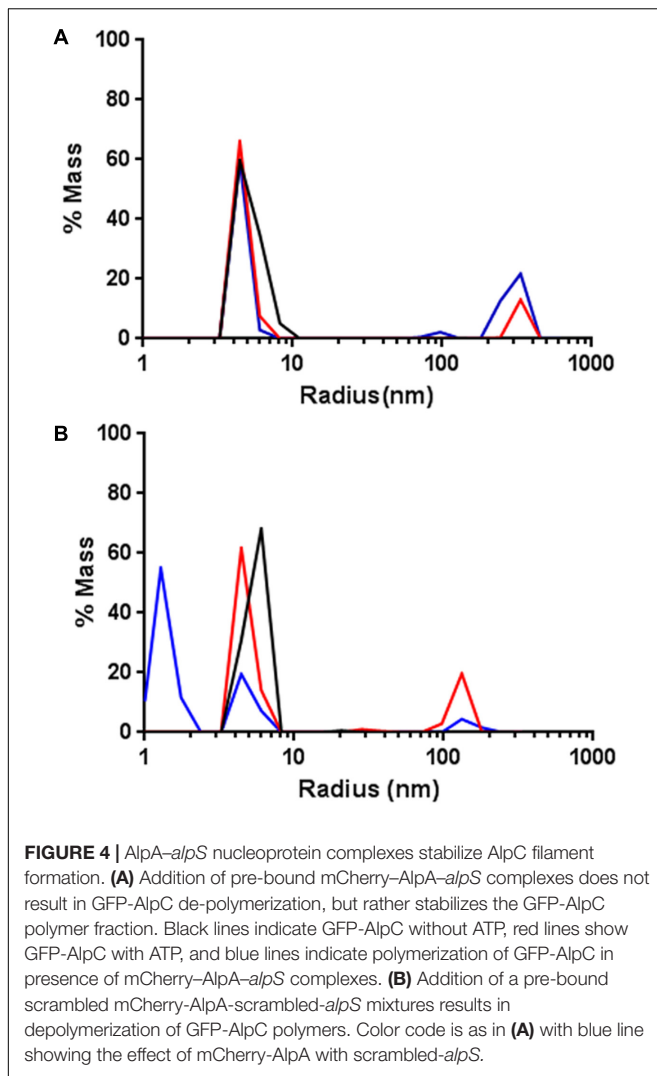 A
100
80
60
40
20
0
% Mass
1 10 100 1000
Radius(nm)
B
100
80
60
40
20
0
% Mass
1 10 100 1000
Radius (nm)
FIGURE 4 | AlpA–alpS nucleoprotein complexes stabilize AlpC filament
formation. (A) Addition of pre-bound mCherry–AlpA–alpS complexes does not
result in GFP-AlpC de-polymerization, but rather stabilizes the GFP-AlpC
polymer fraction. Black lines indicate GFP-AlpC without ATP, red lines show
GFP-AlpC with ATP, and blue lines indicate polymerization of GFP-AlpC in
presence of mCherry–AlpA–alpS complexes. (B) Addition of a pre-bound
scrambled mCherry-AlpA-scrambled-alpS mixtures results in
depolymerization of GFP-AlpC polymers. Color code is as in (A) with blue line
showing the effect of mCherry-AlpA with scrambled-alpS.